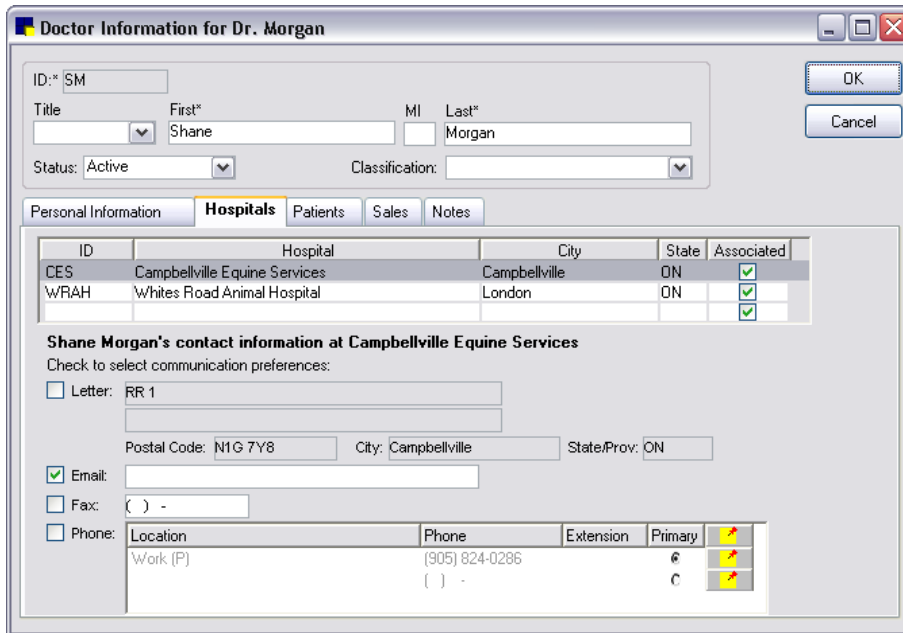 Doctor Information for Dr. Morgan
ID:* SM
OK
Title First* MI Last*
Shane Morgan
Cancel
Status: Active Classification:
Personal Information Hospitals Patients Sales Notes
ID Hospital City State Associated
CES Campbellville Equine Services Campbellville ON
WRAH Whites Road Animal Hospital London ON
Shane Morgan's contact information at Campbellville Equine Services
Check to select communication preferences:
Letter: RR 1
Postal Code: N1G 7Y8 City: Campbellville State/Prov: ON
Email:
Fax: ( ) -
Phone: Location Phone Extension Primary
Work (P) (905) 824-0286
( ) -